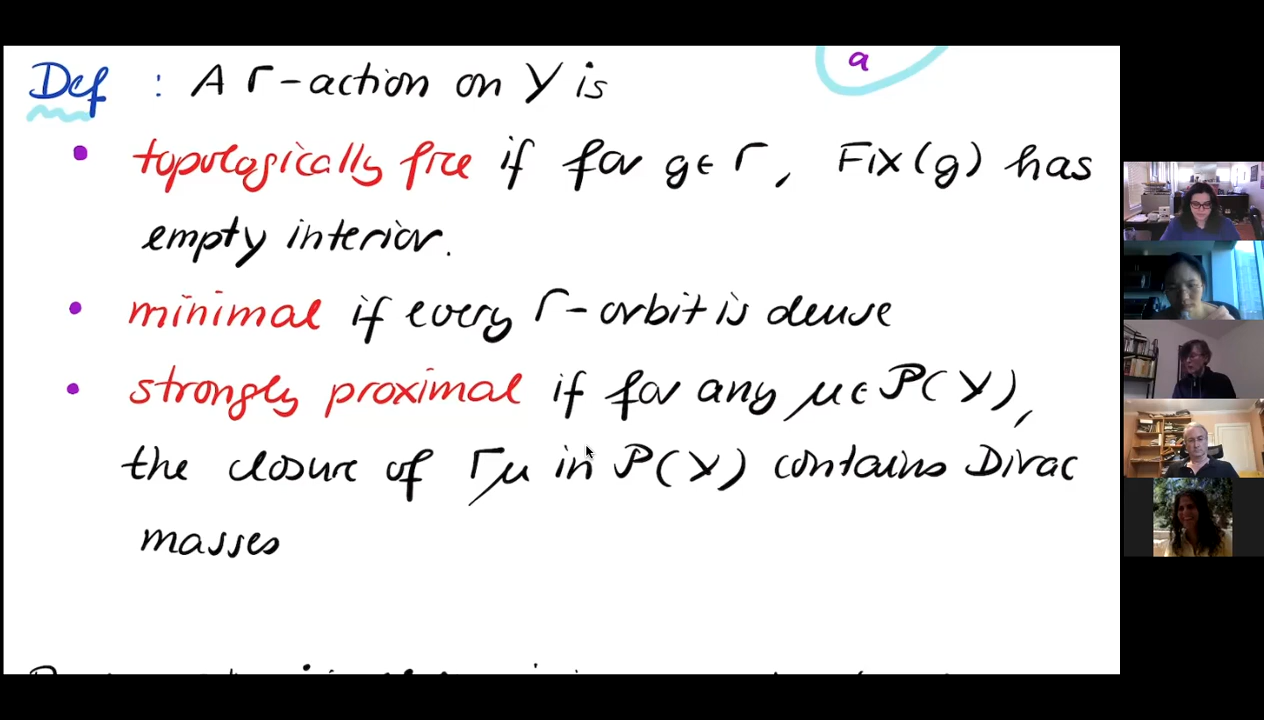 a
Def : A Γ-action on Y is
• topologically free if for g ∈ Γ, Fix(g) has
empty interior.
• minimal if every Γ-orbit is dense
• strongly proximal if for any μ ∈ 𝒫(Y),
the closure of Γμ in 𝒫(Y) contains Dirac
masses